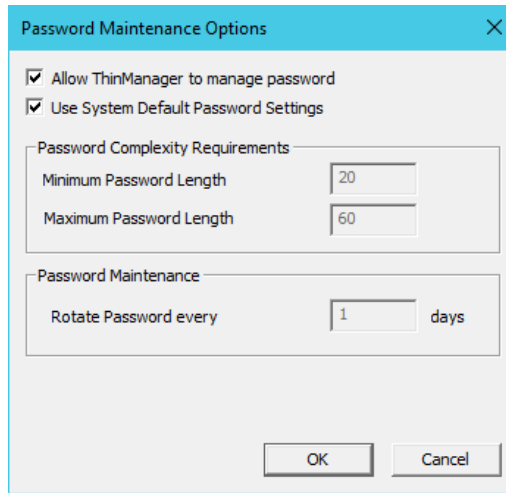 Password Maintenance Options
Allow ThinManager to manage password
Use System Default Password Settings
Password Complexity Requirements
Minimum Password Length 20
Maximum Password Length 60
Password Maintenance
Rotate Password every 1 days
OK Cancel